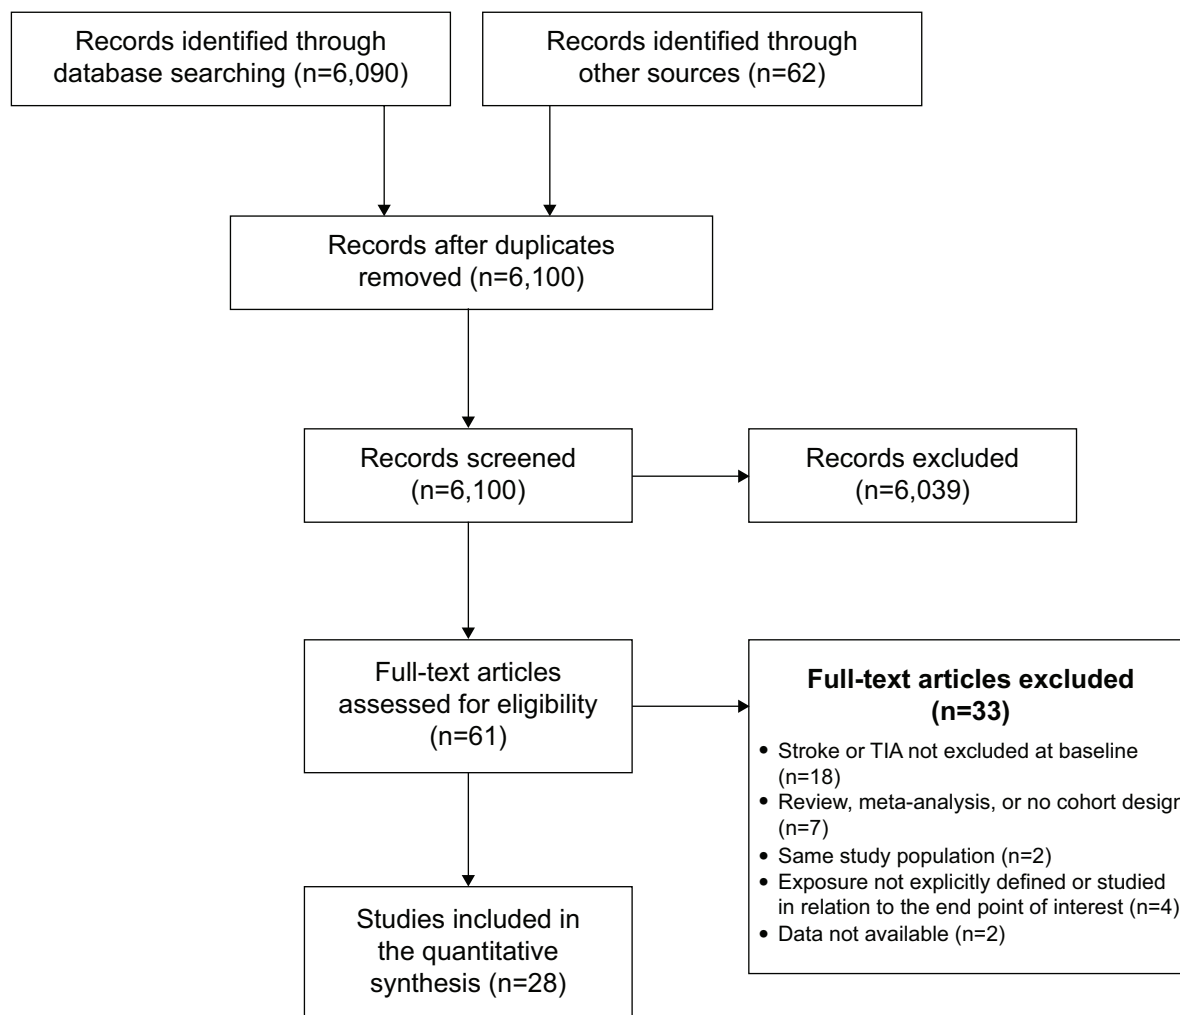 Records identified through
database searching (n=6,090)
Records identified through
other sources (n=62)
Records after duplicates
removed (n=6,100)
Records screened
(n=6,100)
Records excluded
(n=6,039)
Full-text articles
assessed for eligibility
(n=61)
Full-text articles excluded
(n=33)
• Stroke or TIA not excluded at baseline
(n=18)
• Review, meta-analysis, or no cohort design
(n=7)
• Same study population (n=2)
• Exposure not explicitly defined or studied
in relation to the end point of interest (n=4)
• Data not available (n=2)
Studies included in
the quantitative
synthesis (n=28)